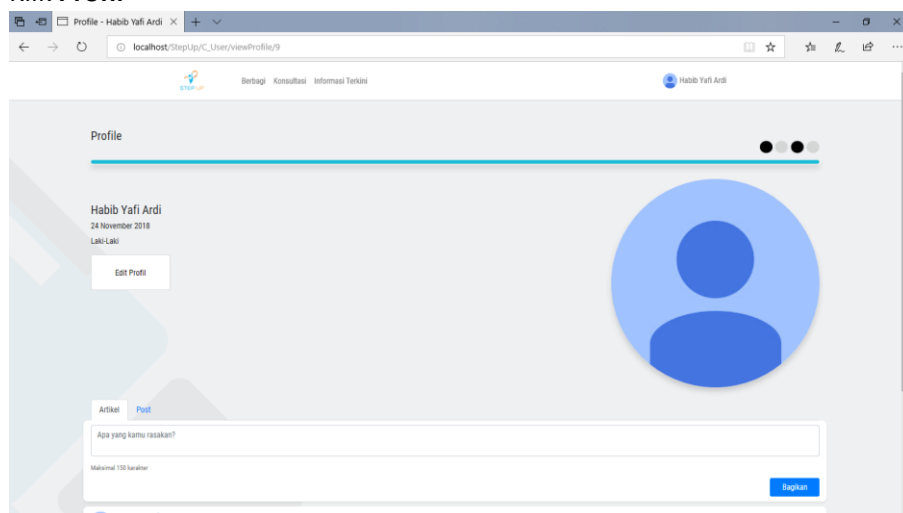 Profile - Habib Yafi Ardi
localhost/StepUp/C_User/viewProfile/9
STEP UP
Berbagi Konsultasi Informasi Terkini
Habib Yafi Ardi
Profile
Habib Yafi Ardi
24 November 2018
Laki-Laki
Edit Profil
Artikel Post
Apa yang kamu rasakan?
Maksimal 150 karakter
Bagikan